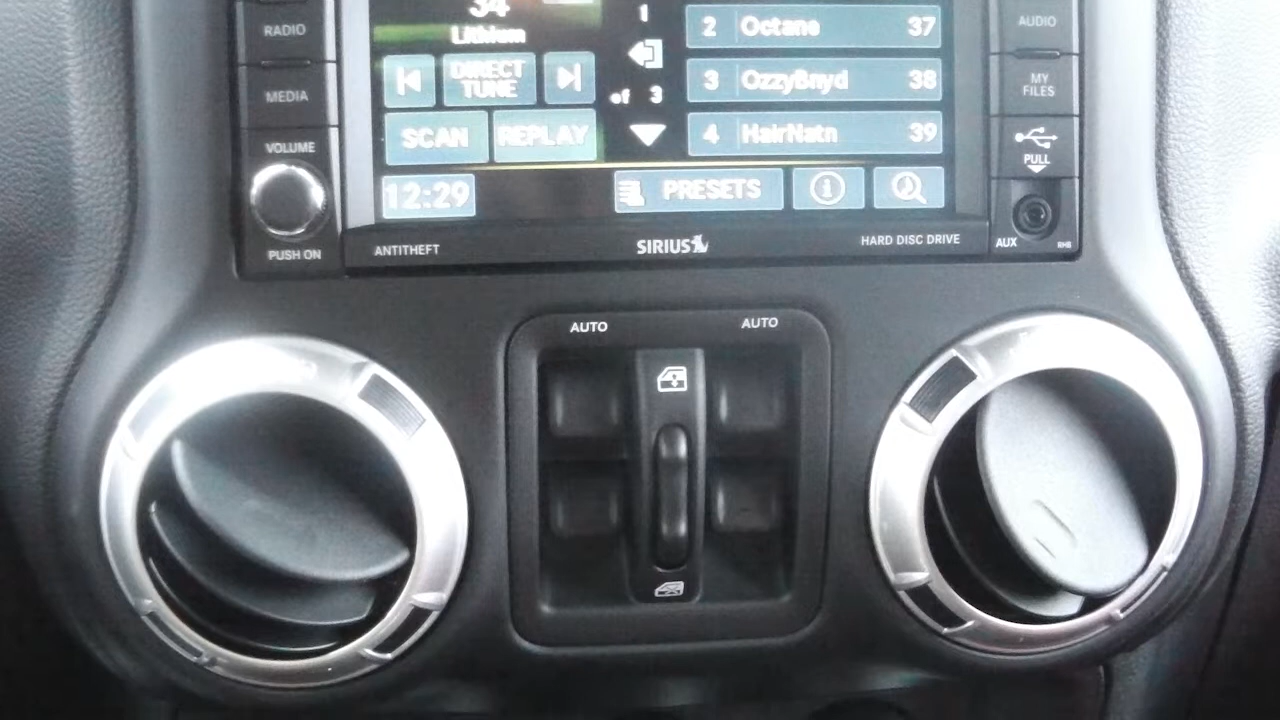 RADIO
MEDIA
VOLUME
PUSH ON
34
Lithium
DIRECT
TUNE
SCAN
REPLAY
12:29
1
of 3
2 Octane 37
3 OzzyBnyd 38
4 HairNatn 39
PRESETS
AUDIO
MY
FILES
PULL
AUX
RHB
ANTITHEFT
SIRIUS
HARD DISC DRIVE
AUTO
AUTO